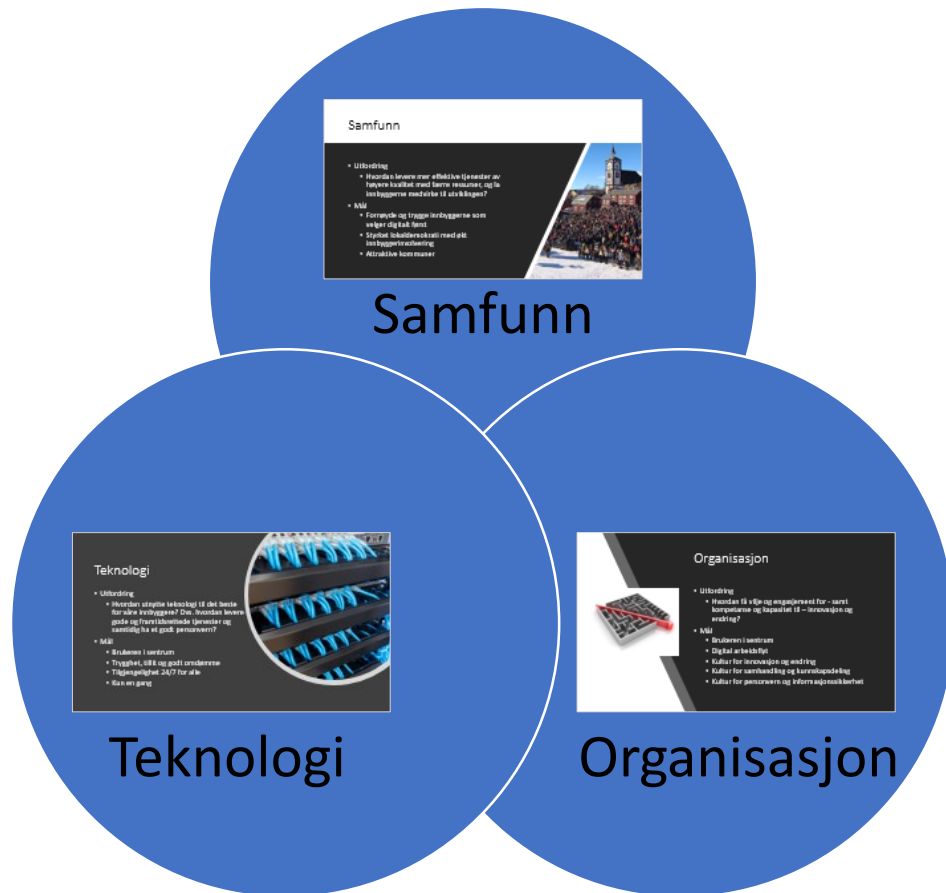 Samfunn
• Utfordring
• Hvordan levere mer effektive tjenester av
høyere kvalitet med færre ressurser, og la
innbyggerne medvirke til utviklingen?
• Mål
• Fornøyde og trygge innbyggerne som
velger digitalt først
• Styrket lokaldemokrati med økt
innbyggerinvolvering
• Attraktive kommuner
Samfunn
Teknologi
• Utfordring
• Hvordan utnytte teknologi til det beste
for våre innbyggere? Dvs. hvordan levere
gode og framtidsrettede tjenester og
samtidig ha et godt personvern?
• Mål
• Brukeren i sentrum
• Trygghet, tillit og godt omdømme
• Tilgjengelighet 24/7 for alle
• Kun en gang
Teknologi
Organisasjon
• Utfordring
• Hvordan få vilje og engasjement for - samt
kompetanse og kapasitet til – innovasjon og
endring?
• Mål
• Brukeren i sentrum
• Digital arbeidsflyt
• Kultur for innovasjon og endring
• Kultur for samhandling og kunnskapsdeling
• Kultur for personvern og informasjonssikkerhet
Organisasjon